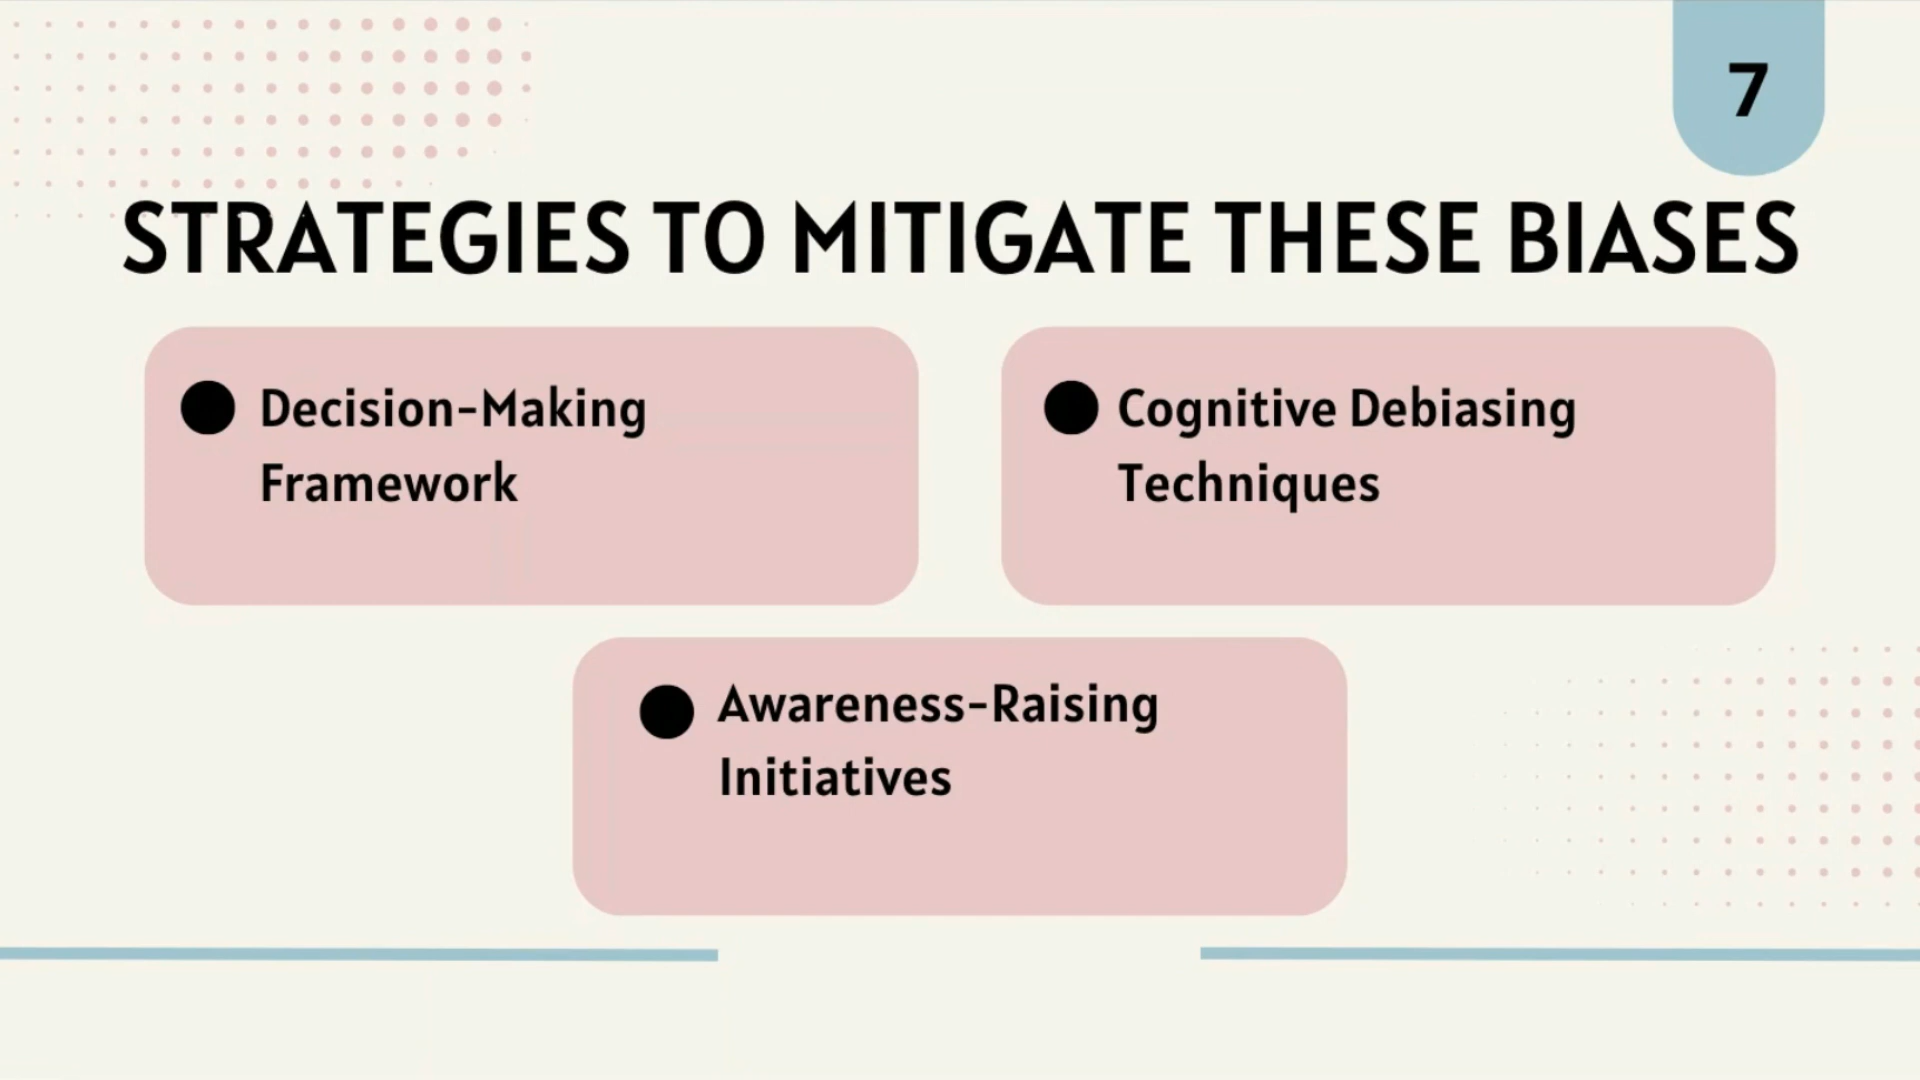 7
STRATEGIES TO MITIGATE THESE BIASES
Decision-Making
Framework
Cognitive Debiasing
Techniques
Awareness-Raising
Initiatives